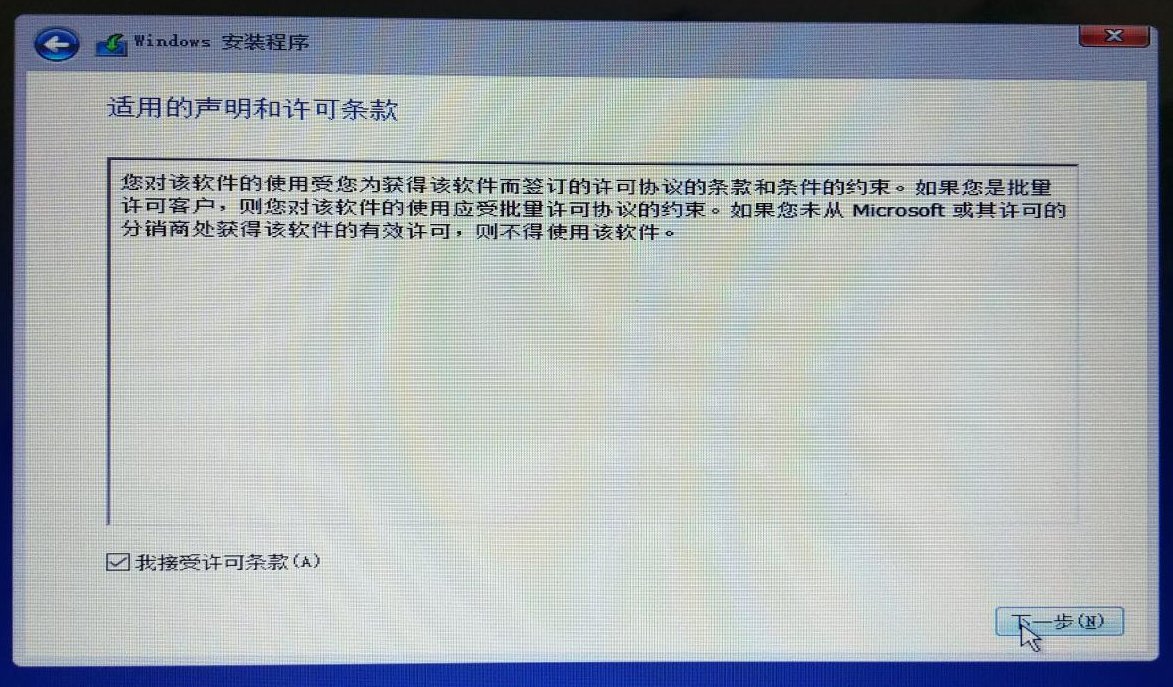 Windows 安装程序
适用的声明和许可条款
您对该软件的使用受您为获得该软件而签订的许可协议的条款和条件的约束。如果您是批量
许可客户，则您对该软件的使用应受批量许可协议的约束。如果您未从 Microsoft 或其许可的
分销商处获得该软件的有效许可，则不得使用该软件。
我接受许可条款(A)
下一步(N)